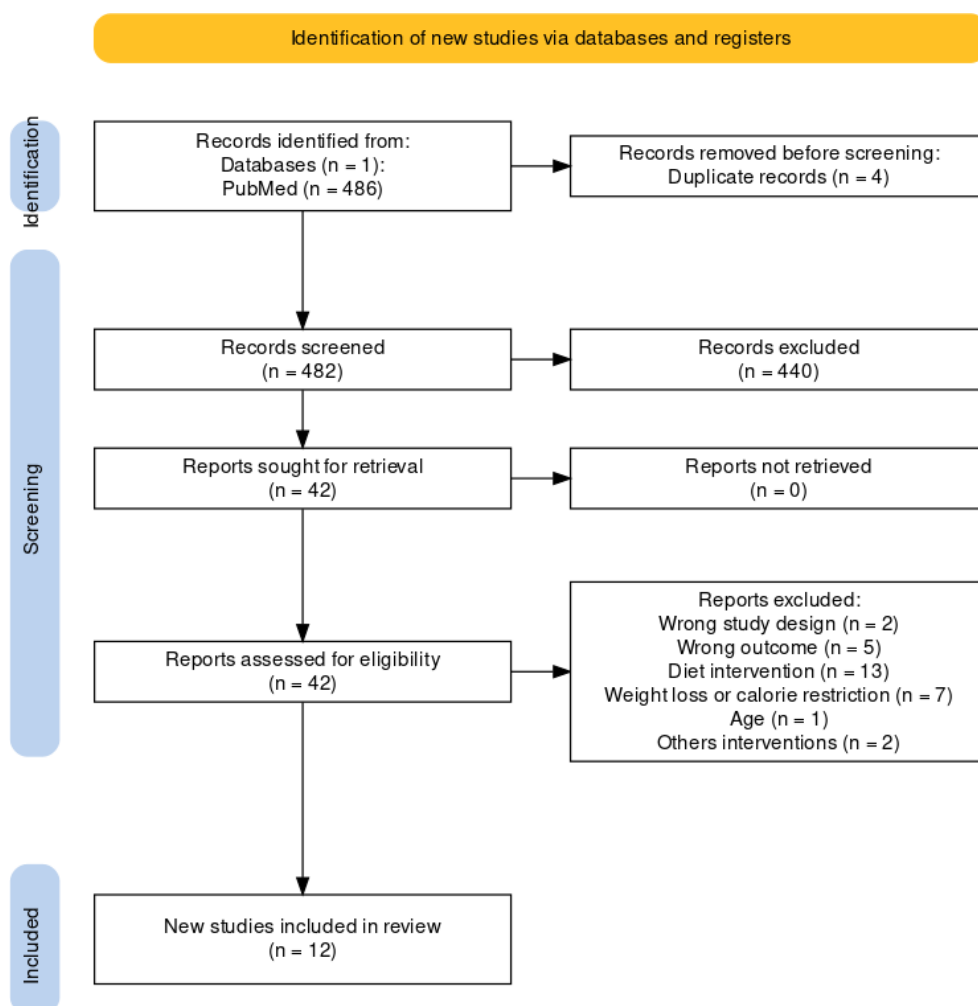 Identification of new studies via databases and registers
Identification
Records identified from:
Databases (n = 1):
PubMed (n = 486)
Records removed before screening:
Duplicate records (n = 4)
Screening
Records screened
(n = 482)
Records excluded
(n = 440)
Reports sought for retrieval
(n = 42)
Reports not retrieved
(n = 0)
Reports assessed for eligibility
(n = 42)
Reports excluded:
Wrong study design (n = 2)
Wrong outcome (n = 5)
Diet intervention (n = 13)
Weight loss or calorie restriction (n = 7)
Age (n = 1)
Others interventions (n = 2)
Included
New studies included in review
(n = 12)